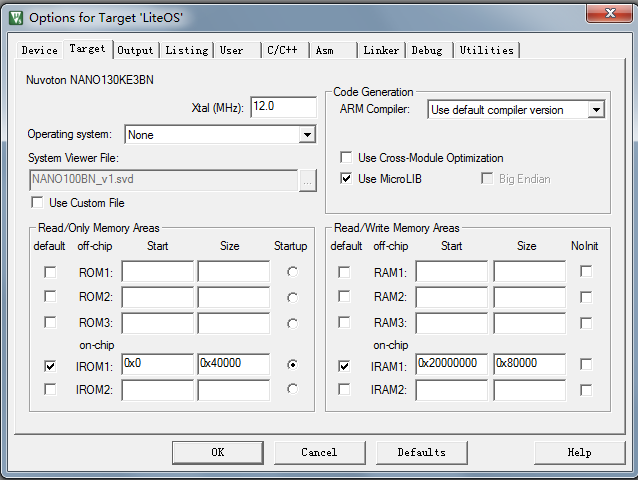 Options for Target 'LiteOS'
Device Target Output Listing User C/C++ Asm Linker Debug Utilities
Nuvoton NANO130KE3BN
Xtal (MHz): 12.0
Operating system: None
System Viewer File:
NANO100BN_v1.svd ...
Use Custom File
Code Generation
ARM Compiler: Use default compiler version
Use Cross-Module Optimization
Use MicroLIB Big Endian
Read/Only Memory Areas
default off-chip Start Size Startup
ROM1:
ROM2:
ROM3:
on-chip
IROM1: 0x0 0x40000
IROM2:
Read/Write Memory Areas
default off-chip Start Size NoInit
RAM1:
RAM2:
RAM3:
on-chip
IRAM1: 0x20000000 0x80000
IRAM2:
OK Cancel Defaults Help